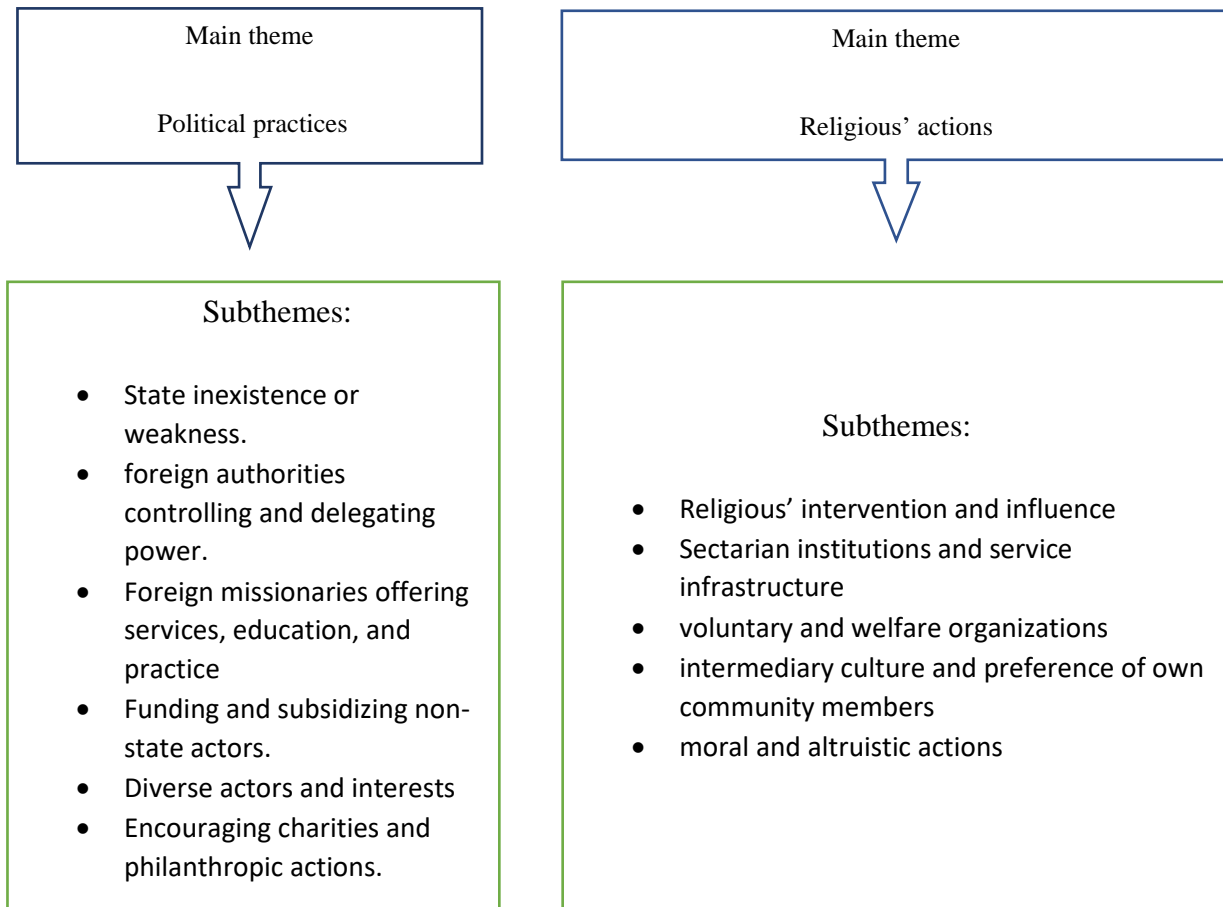 Main theme
Political practices
Main theme
Religious’ actions
Subthemes:
• State inexistence or
weakness.
• foreign authorities
controlling and delegating
power.
• Foreign missionaries offering
services, education, and
practice
• Funding and subsidizing non-
state actors.
• Diverse actors and interests
• Encouraging charities and
philanthropic actions.
Subthemes:
• Religious’ intervention and influence
• Sectarian institutions and service
infrastructure
• voluntary and welfare organizations
• intermediary culture and preference of own
community members
• moral and altruistic actions